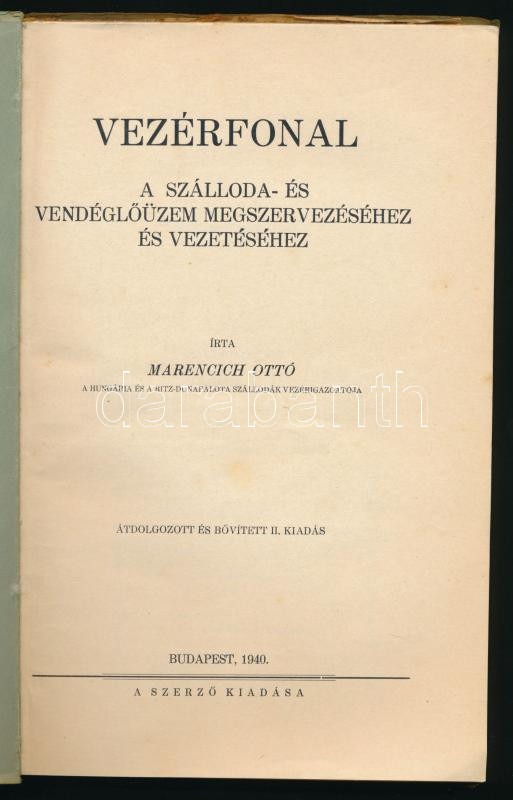 VEZÉRFONAL
A SZÁLLODA- ÉS
VENDÉGLŐÜZEM MEGSZERVEZÉSÉHEZ
ÉS VEZETÉSÉHEZ
ÍRTA
MARENCICH OTTÓ
A HUNGÁRIA ÉS A RITZ-DUNAPALOTA SZÁLLODÁK VEZÉRIGAZGATÓJA
darabanth
ÁTDOLGOZOTT ÉS BŐVÍTETT II. KIADÁS
BUDAPEST, 1940.
A SZERZŐ KIADÁSA